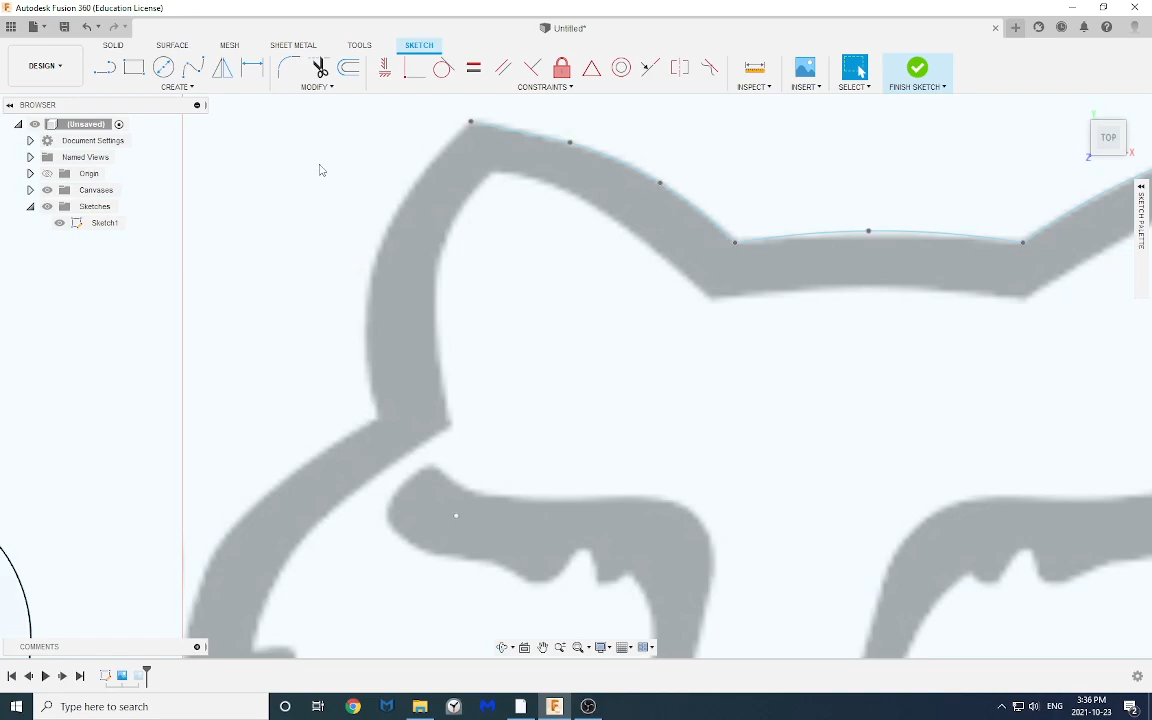 Autodesk Fusion 360 (Education License)
Untitled*
SOLID SURFACE MESH SHEET METAL TOOLS SKETCH
DESIGN
CREATE MODIFY CONSTRAINTS INSPECT INSERT SELECT FINISH SKETCH
BROWSER
(Unsaved)
Document Settings
Named Views
Origin
Canvases
Sketches
Sketch1
Y
TOP
Z X
SKETCH PALETTE
COMMENTS
Type here to search
ENG
3:36 PM
2021-10-23
2